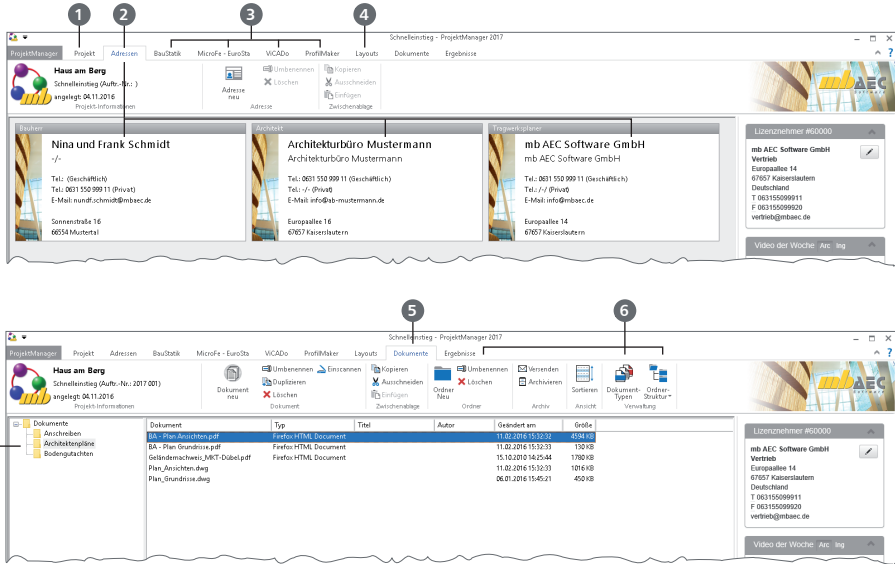 1 2 3 4
Schnelleinstieg - ProjektManager 2017
ProjektManager Projekt Adressen BauStatik MicroFe - EuroSta ViCADo ProfilMaker Layouts Dokumente Ergebnisse
Haus am Berg
Schnelleinstieg (Auftr.-Nr.: )
angelegt: 04.11.2016
Projekt-Informationen
Adresse neu
Umbenennen
Löschen
Adresse
Kopieren
Ausschneiden
Einfügen
Zwischenablage
mb AEC Software
Bauherr
Nina und Frank Schmidt
-/-
Tel.: (Geschäftlich)
Tel.: 0631 550 999 11 (Privat)
E-Mail: nundf.schmidt@mbaec.de
Sonnenstraße 16
66554 Mustertal
Architekt
Architekturbüro Mustermann
Architekturbüro Mustermann
Tel.: 0631 550 999 11 (Geschäftlich)
Tel.: -/- (Privat)
E-Mail: info@ab-mustermann.de
Europaallee 16
67657 Kaiserslautern
Tragwerksplaner
mb AEC Software GmbH
mb AEC Software GmbH
Tel.: 0631 550 999 11 (Geschäftlich)
Tel.: /-/ (Privat)
E-Mail: info@mbaec.de
Europaallee 14
67657 Kaiserslautern
Lizenznehmer #60000
mb AEC Software GmbH
Vertrieb
Europaallee 14
67657 Kaiserslautern
Deutschland
T 063155099911
F 063155099920
vertrieb@mbaec.de
Video der Woche Arc Ing
5 6
Schnelleinstieg - ProjektManager 2017
ProjektManager Projekt Adressen BauStatik MicroFe - EuroSta ViCADo ProfilMaker Layouts Dokumente Ergebnisse
Haus am Berg
Schnelleinstieg (Auftr.-Nr.: 2017 001)
angelegt: 04.11.2016
Projekt-Informationen
Dokument neu
Umbenennen
Duplizieren
Löschen
Einscannen
Dokument
Kopieren
Ausschneiden
Einfügen
Zwischenablage
Ordner Neu
Umbenennen
Löschen
Ordner
Versenden
Archivieren
Archiv
Sortieren
Ansicht
Dokument-Typen
Ordner-Struktur
Verwaltung
mb AEC Software
Dokumente
Anschreiben
Architektenpläne
Bodengutachten
Dokument Typ Titel Autor Geändert am Größe
BA - Plan Ansichten.pdf Firefox HTML Document 11.02.2016 15:32:32 4594 KB
BA - Plan Grundrisse.pdf Firefox HTML Document 11.02.2016 15:32:33 130 KB
Geländernachweis_MKT-Dübel.pdf Firefox HTML Document 15.10.2010 14:25:44 1780 KB
Plan_Ansichten.dwg 11.02.2016 15:32:33 1016 KB
Plan_Grundrisse.dwg 06.01.2016 15:45:21 450 KB
Lizenznehmer #60000
mb AEC Software GmbH
Vertrieb
Europaallee 14
67657 Kaiserslautern
Deutschland
T 063155099911
F 063155099920
vertrieb@mbaec.de
Video der Woche Arc Ing